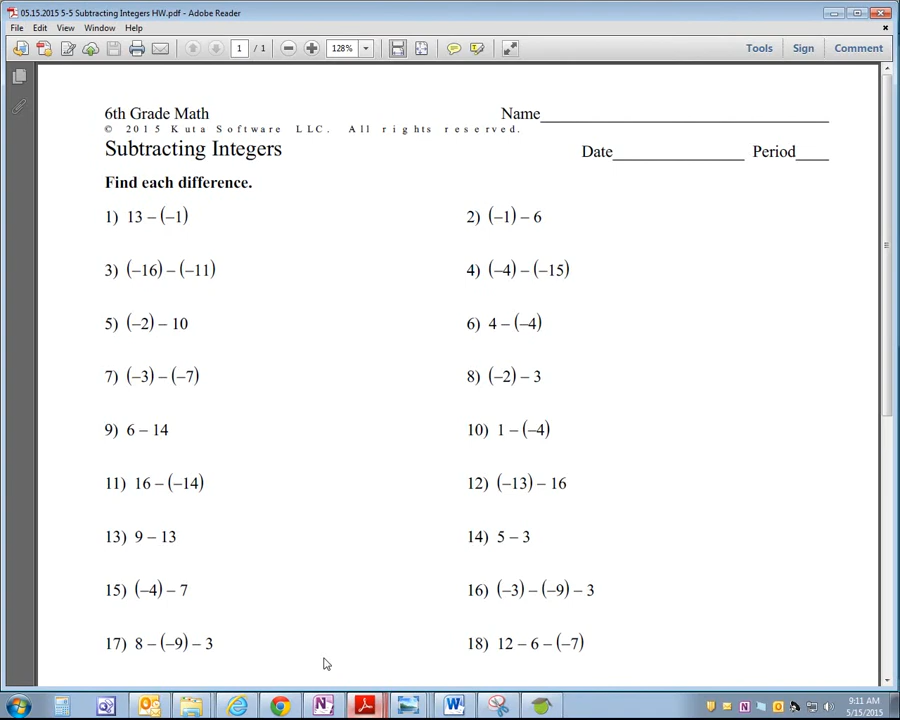 05.15.2015 5-5 Subtracting Integers HW.pdf - Adobe Reader
File Edit View Window Help
1 / 1 128% Tools Sign Comment
6th Grade Math Name
© 2015 Kuta Software LLC. All rights reserved.
Subtracting Integers Date Period
Find each difference.
1) 13 – (–1) 2) (–1) – 6
3) (–16) – (–11) 4) (–4) – (–15)
5) (–2) – 10 6) 4 – (–4)
7) (–3) – (–7) 8) (–2) – 3
9) 6 – 14 10) 1 – (–4)
11) 16 – (–14) 12) (–13) – 16
13) 9 – 13 14) 5 – 3
15) (–4) – 7 16) (–3) – (–9) – 3
17) 8 – (–9) – 3 18) 12 – 6 – (–7)
9:11 AM
5/15/2015